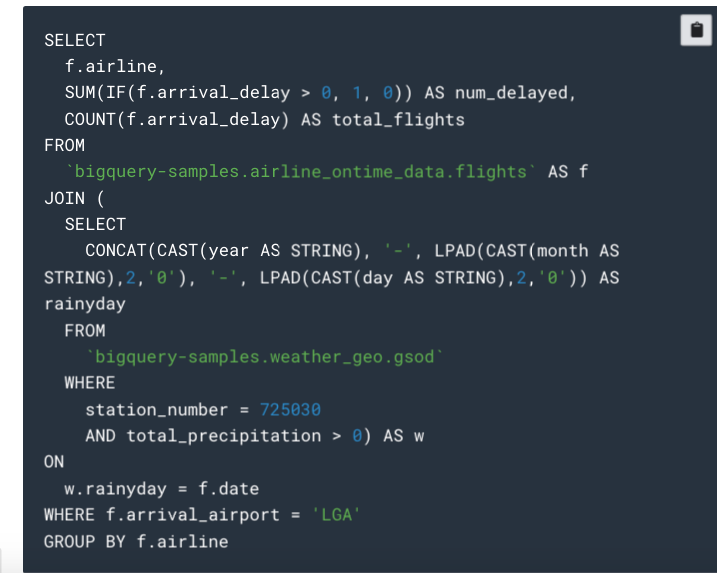 SELECT
f.airline,
SUM(IF(f.arrival_delay > 0, 1, 0)) AS num_delayed,
COUNT(f.arrival_delay) AS total_flights
FROM
`bigquery-samples.airline_ontime_data.flights` AS f
JOIN (
SELECT
CONCAT(CAST(year AS STRING), '-', LPAD(CAST(month AS
STRING),2,'0'), '-', LPAD(CAST(day AS STRING),2,'0')) AS
rainyday
FROM
`bigquery-samples.weather_geo.gsod`
WHERE
station_number = 725030
AND total_precipitation > 0) AS w
ON
w.rainyday = f.date
WHERE f.arrival_airport = 'LGA'
GROUP BY f.airline